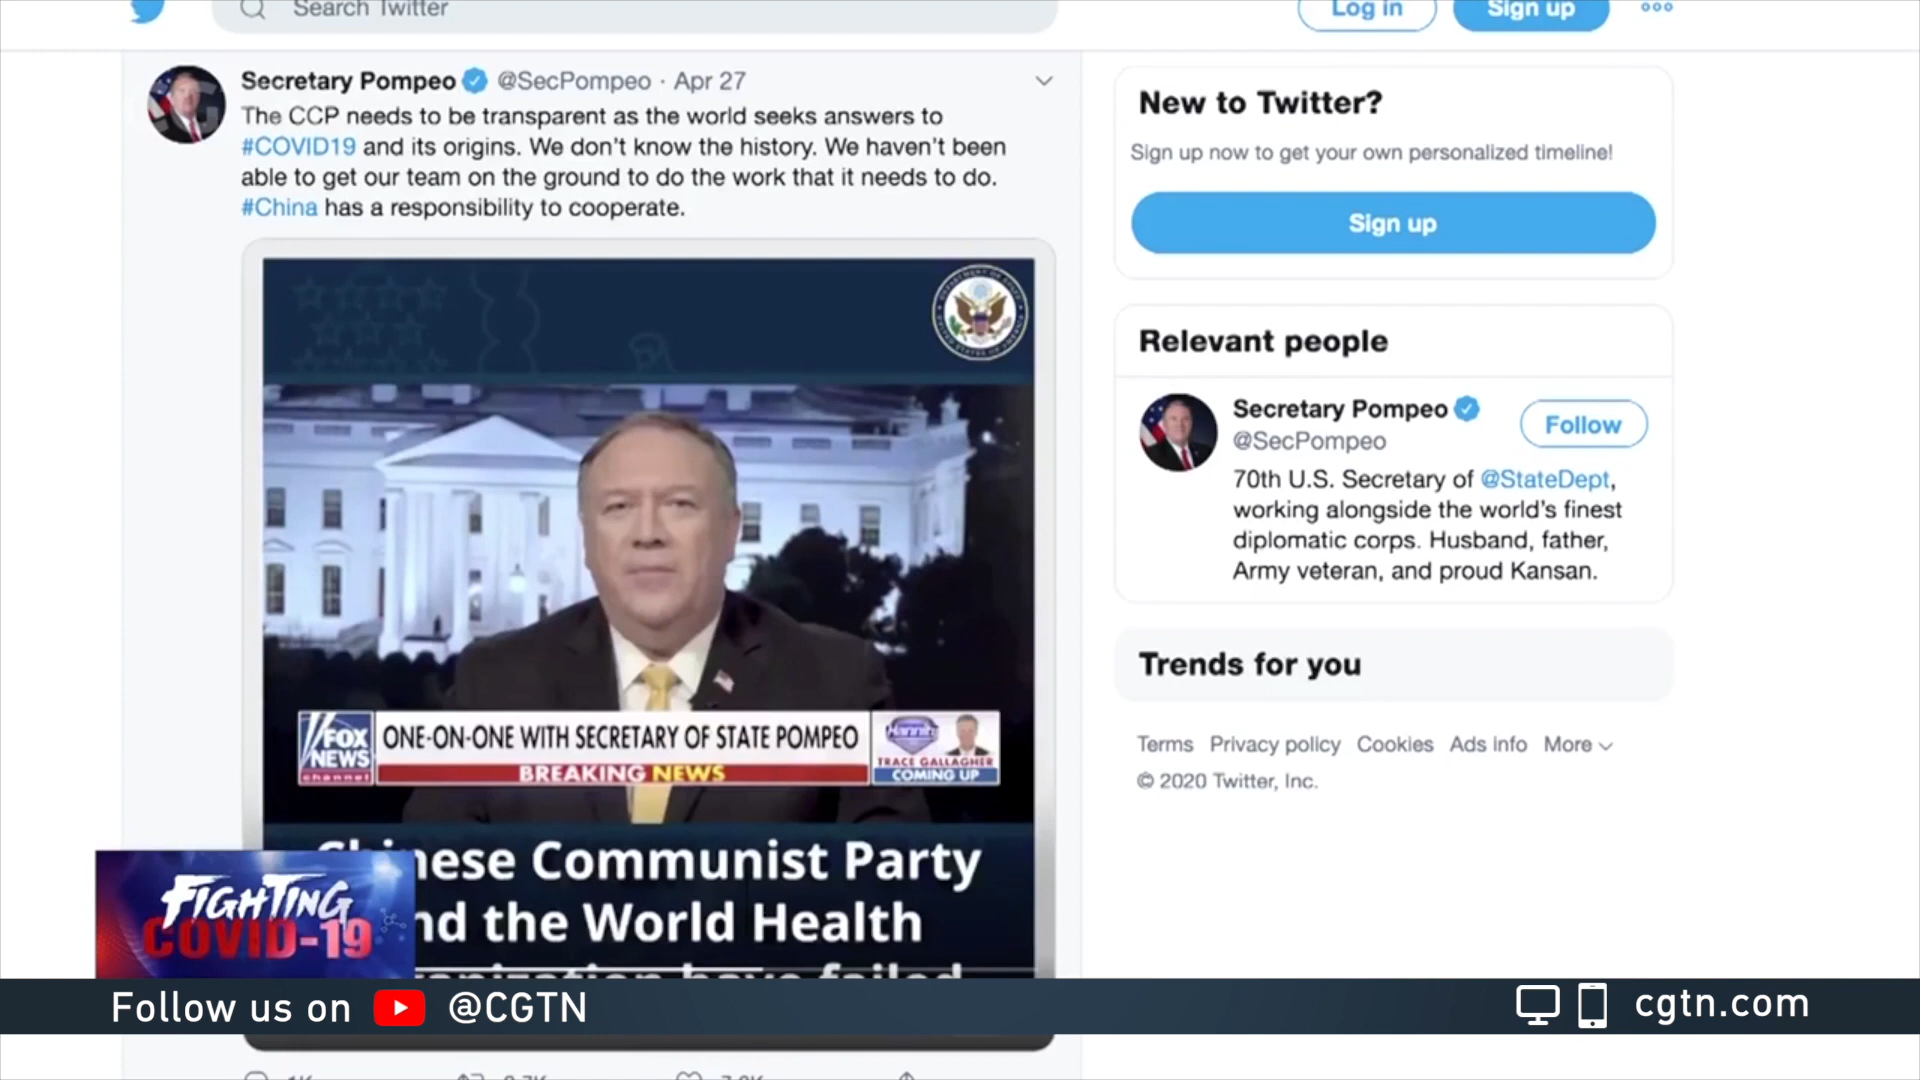 Search Twitter
Log in
Sign up
Secretary Pompeo @SecPompeo · Apr 27
The CCP needs to be transparent as the world seeks answers to
#COVID19 and its origins. We don't know the history. We haven't been
able to get our team on the ground to do the work that it needs to do.
#China has a responsibility to cooperate.
FOX
NEWS
channel
ONE-ON-ONE WITH SECRETARY OF STATE POMPEO
BREAKING NEWS
TRACE GALLAGHER
COMING UP
Chinese Communist Party
nd the World Health
have failed
FIGHTING
COVID-19
New to Twitter?
Sign up now to get your own personalized timeline!
Sign up
Relevant people
Secretary Pompeo
@SecPompeo
Follow
70th U.S. Secretary of @StateDept,
working alongside the world's finest
diplomatic corps. Husband, father,
Army veteran, and proud Kansan.
Trends for you
Terms Privacy policy Cookies Ads info More
© 2020 Twitter, Inc.
Follow us on @CGTN
cgtn.com